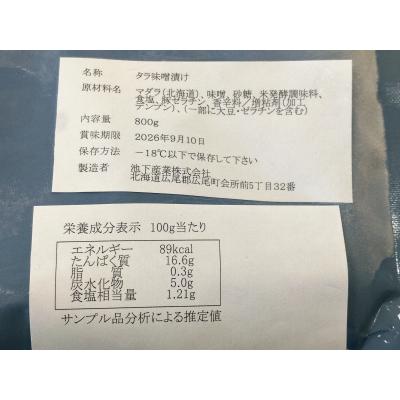 名称 タラ味噌漬け
原材料名 マダラ(北海道)、味噌、砂糖、米発酵調味料、
食塩、豚ゼラチン、香辛料/増粘剤(加工
デンプン)、(一部に大豆・ゼラチンを含む)
内容量 800g
賞味期限 2026年9月10日
保存方法 －18℃以下で保存して下さい
製造者 池下産業株式会社
北海道広尾郡広尾町会所前5丁目32番
栄養成分表示 100g当たり
エネルギー 89kcal
たんぱく質 16.6g
脂質 0.3g
炭水化物 5.0g
食塩相当量 1.21g
サンプル品分析による推定値